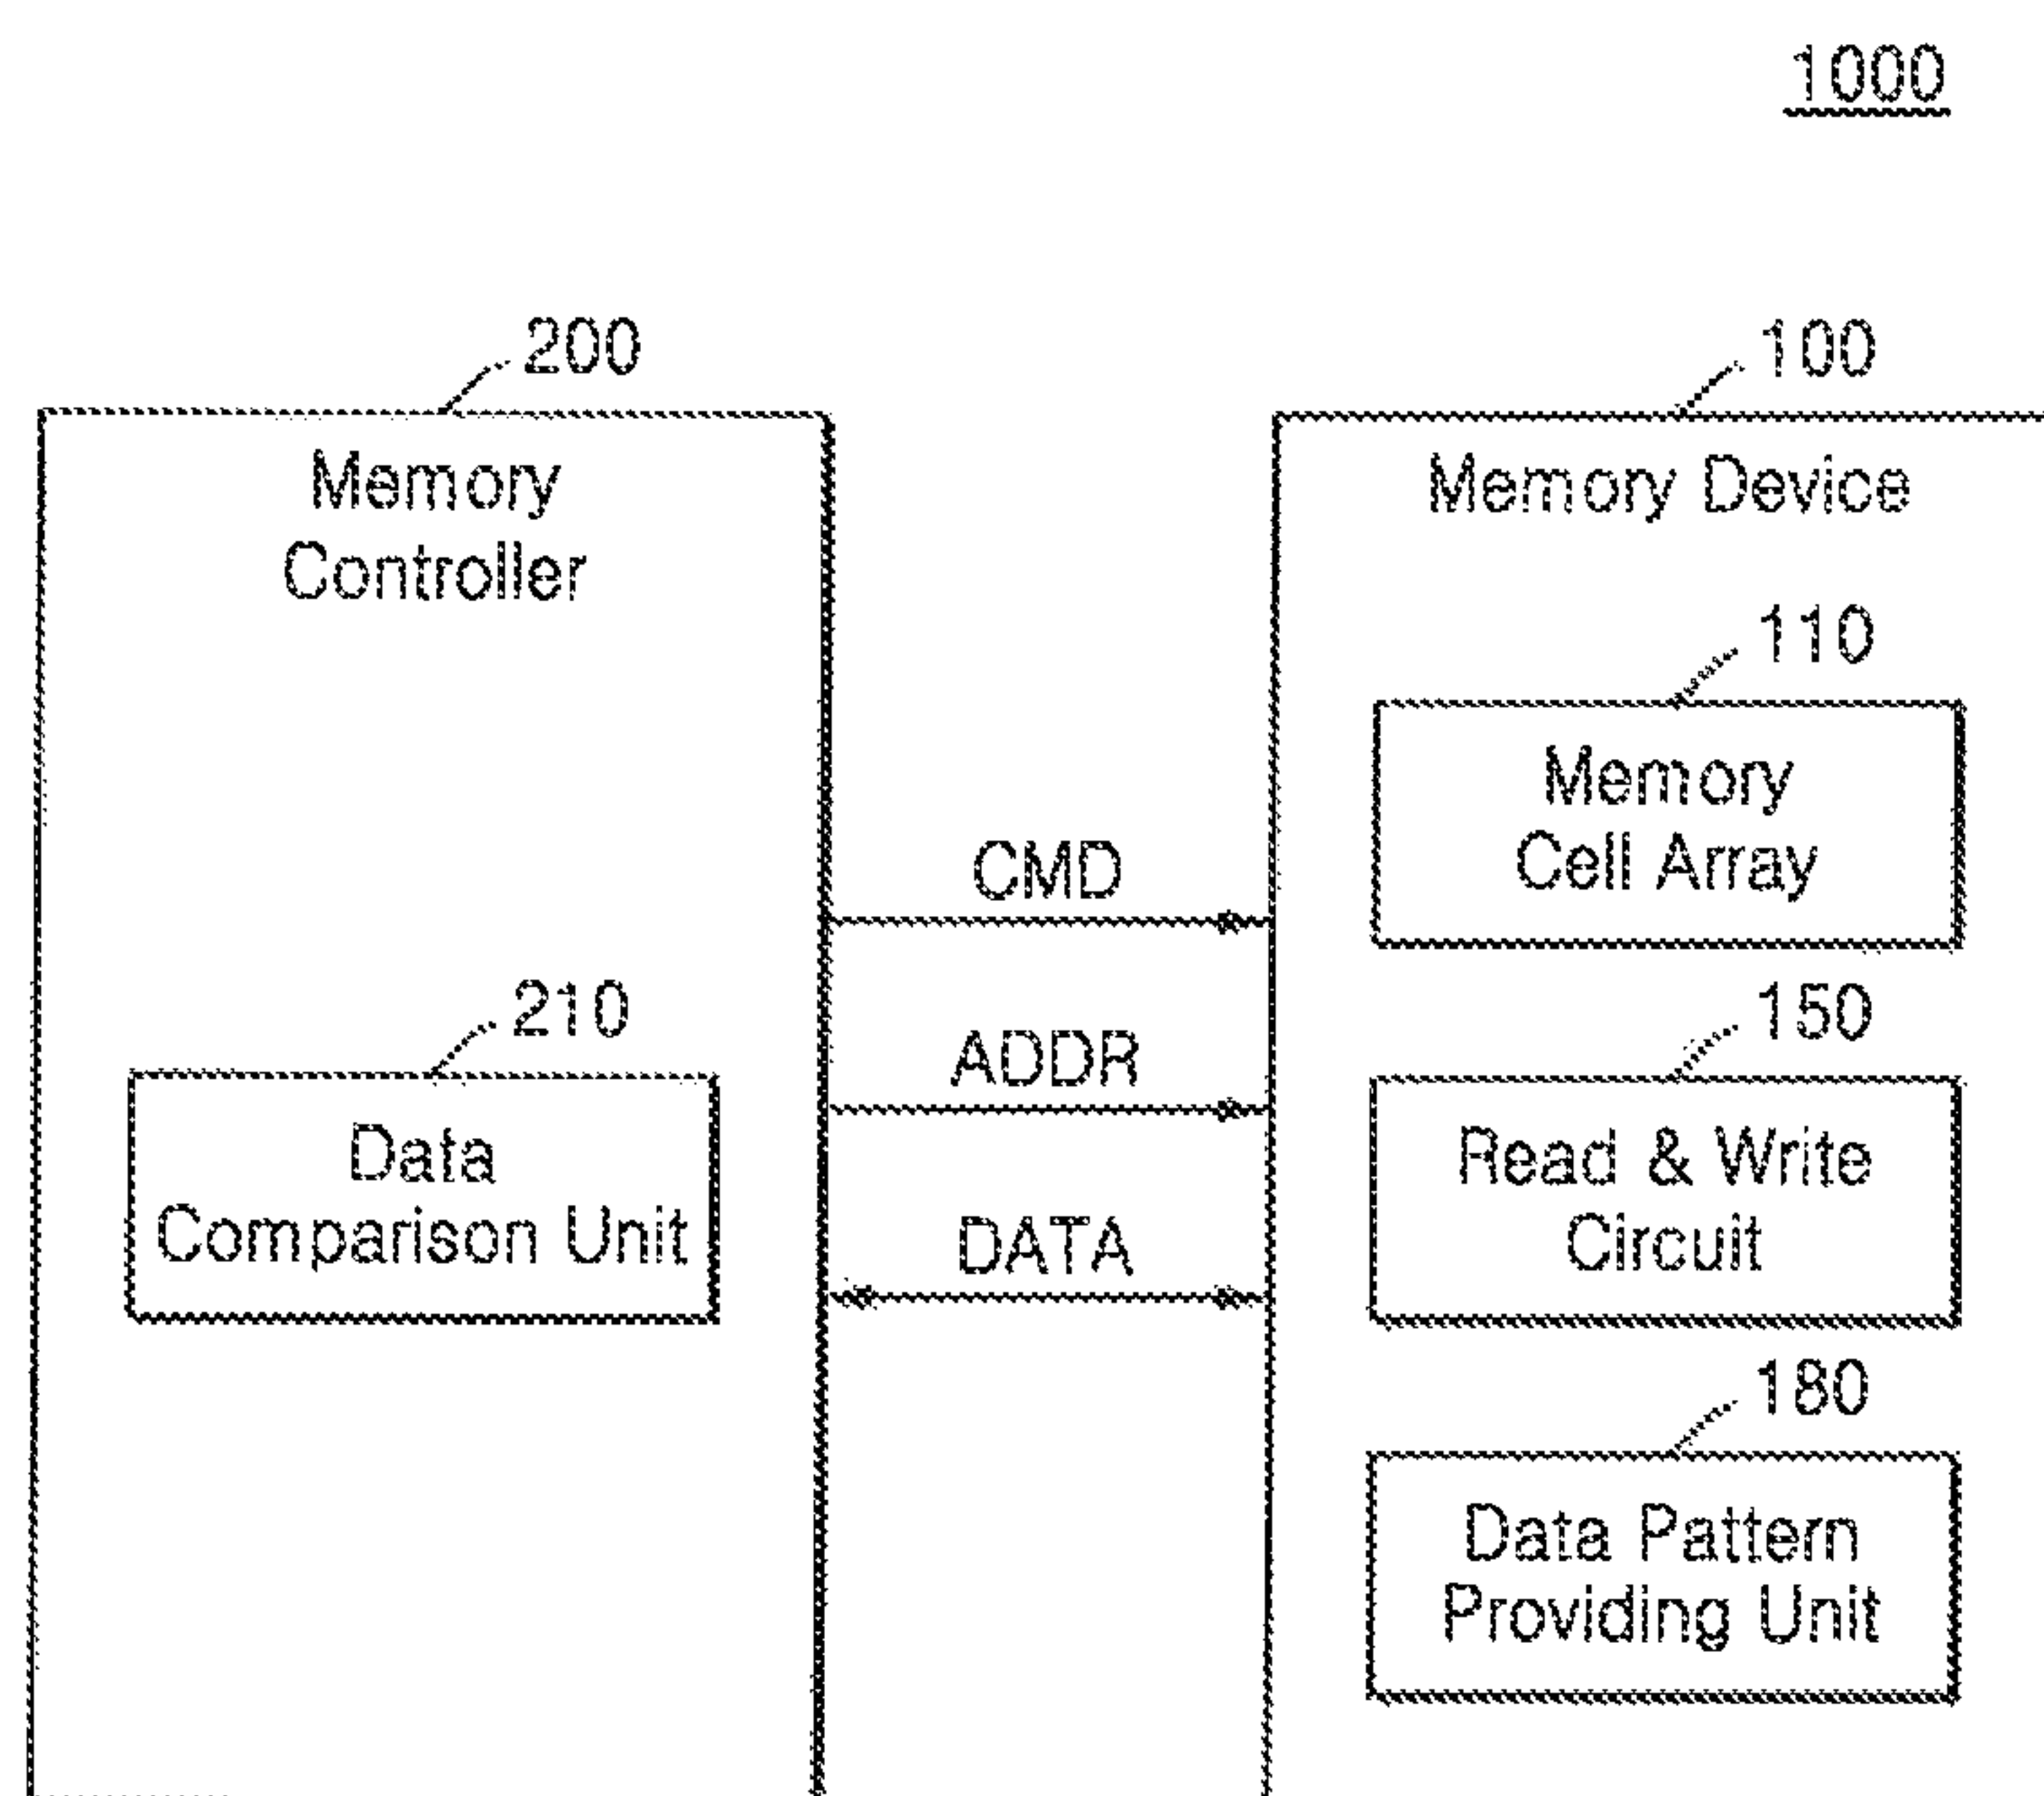 1000
200
Memory
Controller
210
Data
Comparison Unit
CMD
ADDR
DATA
100
Memory Device
110
Memory
Cell Array
150
Read & Write
Circuit
180
Data Pattern
Providing Unit